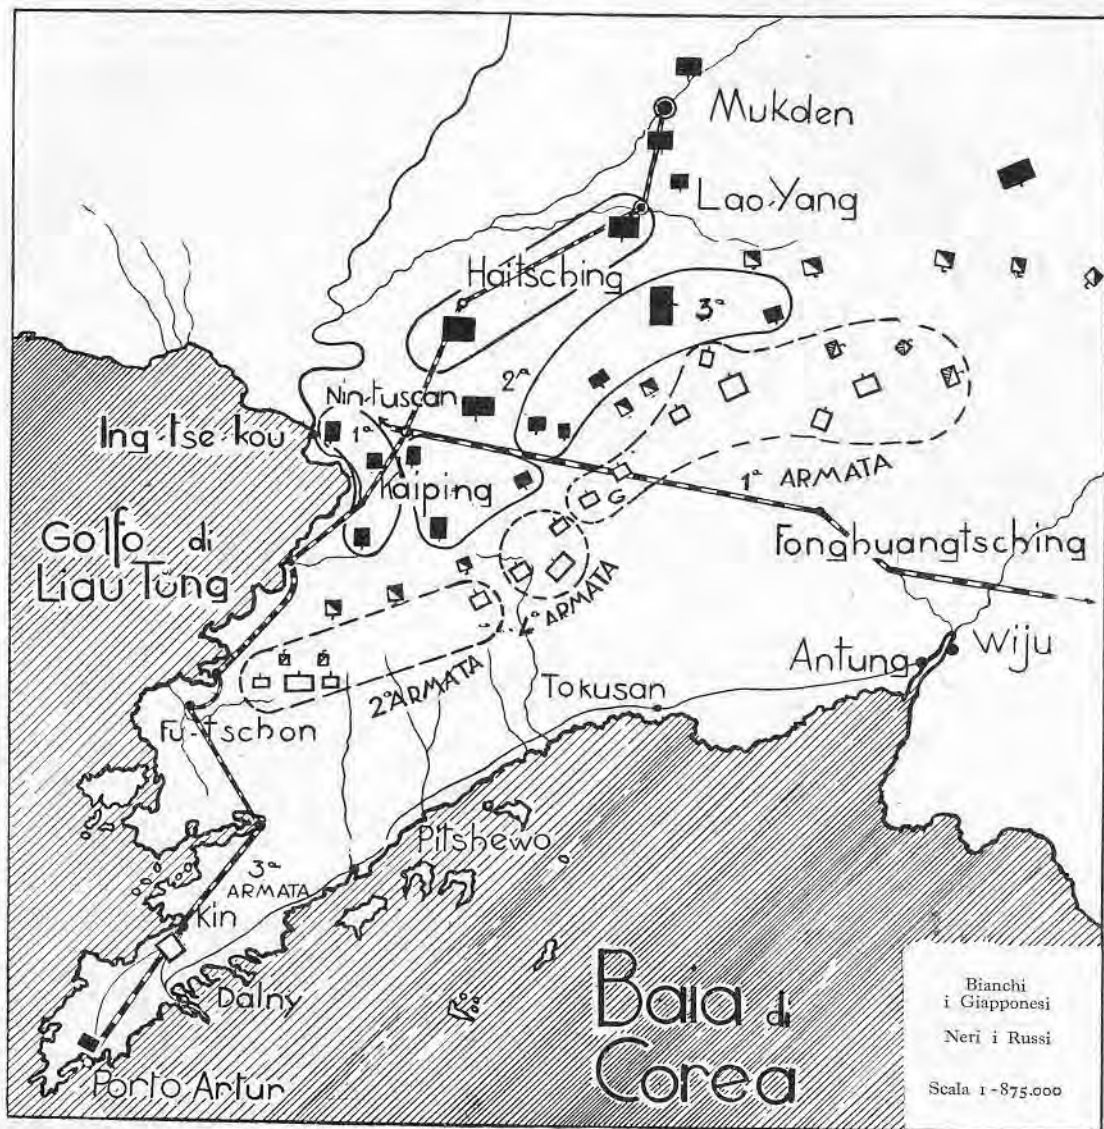 Mukden
Lao-Yang
Haitsching
3ª
2ª
Nin-tuscan
Ing-tse-kou
1ª
Kaiping
G
1ª ARMATA
Golfo di
Liau Tüng
Fonghuangtsching
4ª ARMATA
Wiju
Antung
2ª ARMATA
Tokusan
Fu-tschon
Pitshewo
3ª
ARMATA
Kin
Dalny
Porto Artur
Baia di
Corea
Bianchi
i Giapponesi
Neri i Russi
Scala 1-875.000